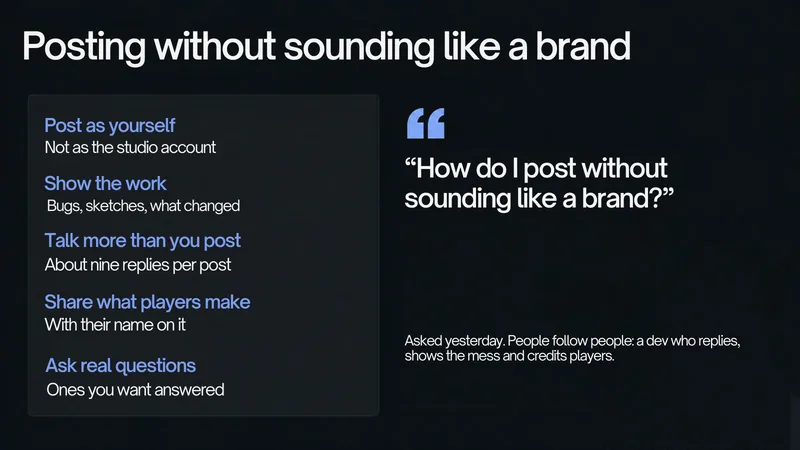 Posting without sounding like a brand
Post as yourself
Not as the studio account
Show the work
Bugs, sketches, what changed
Talk more than you post
About nine replies per post
Share what players make
With their name on it
Ask real questions
Ones you want answered
“How do I post without
sounding like a brand?”
Asked yesterday. People follow people: a dev who replies,
shows the mess and credits players.